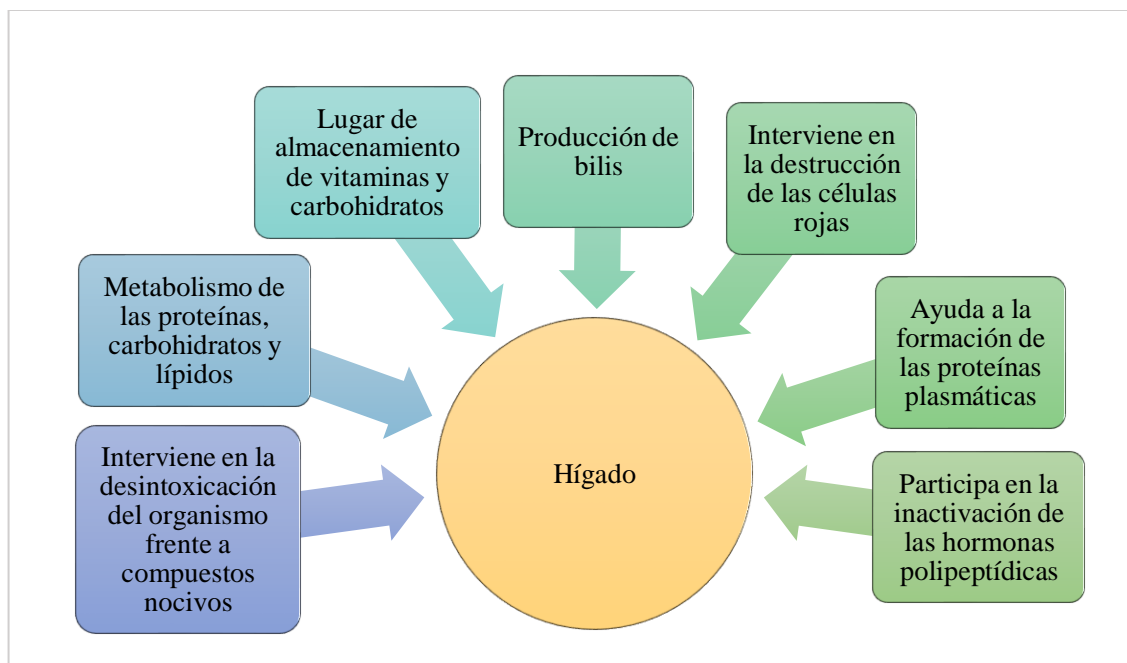 Lugar de
almacenamiento
de vitaminas y
carbohidratos
Producción de
bilis
Interviene en
la destrucción
de las células
rojas
Metabolismo de
las proteínas,
carbohidratos y
lípidos
Ayuda a la
formación de
las proteínas
plasmáticas
Interviene en la
desintoxicación
del organismo
frente a
compuestos
nocivos
Hígado
Participa en la
inactivación de
las hormonas
polipeptídicas